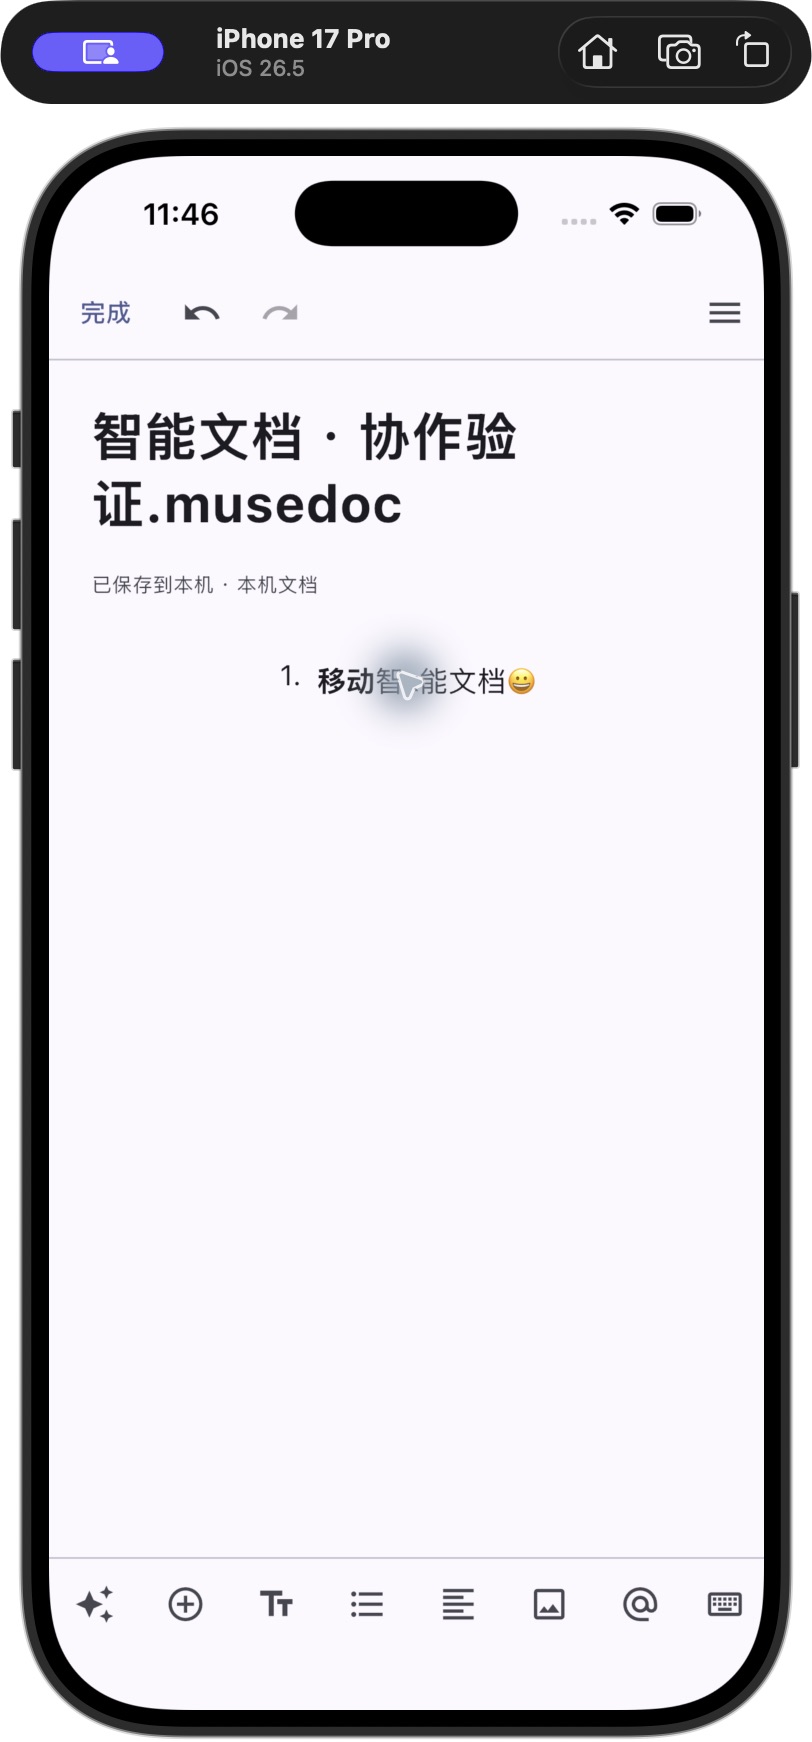 iPhone 17 Pro
iOS 26.5
11:46
完成
智能文档 · 协作验
证.musedoc
已保存到本机 · 本机文档
1. 移动智能文档😀